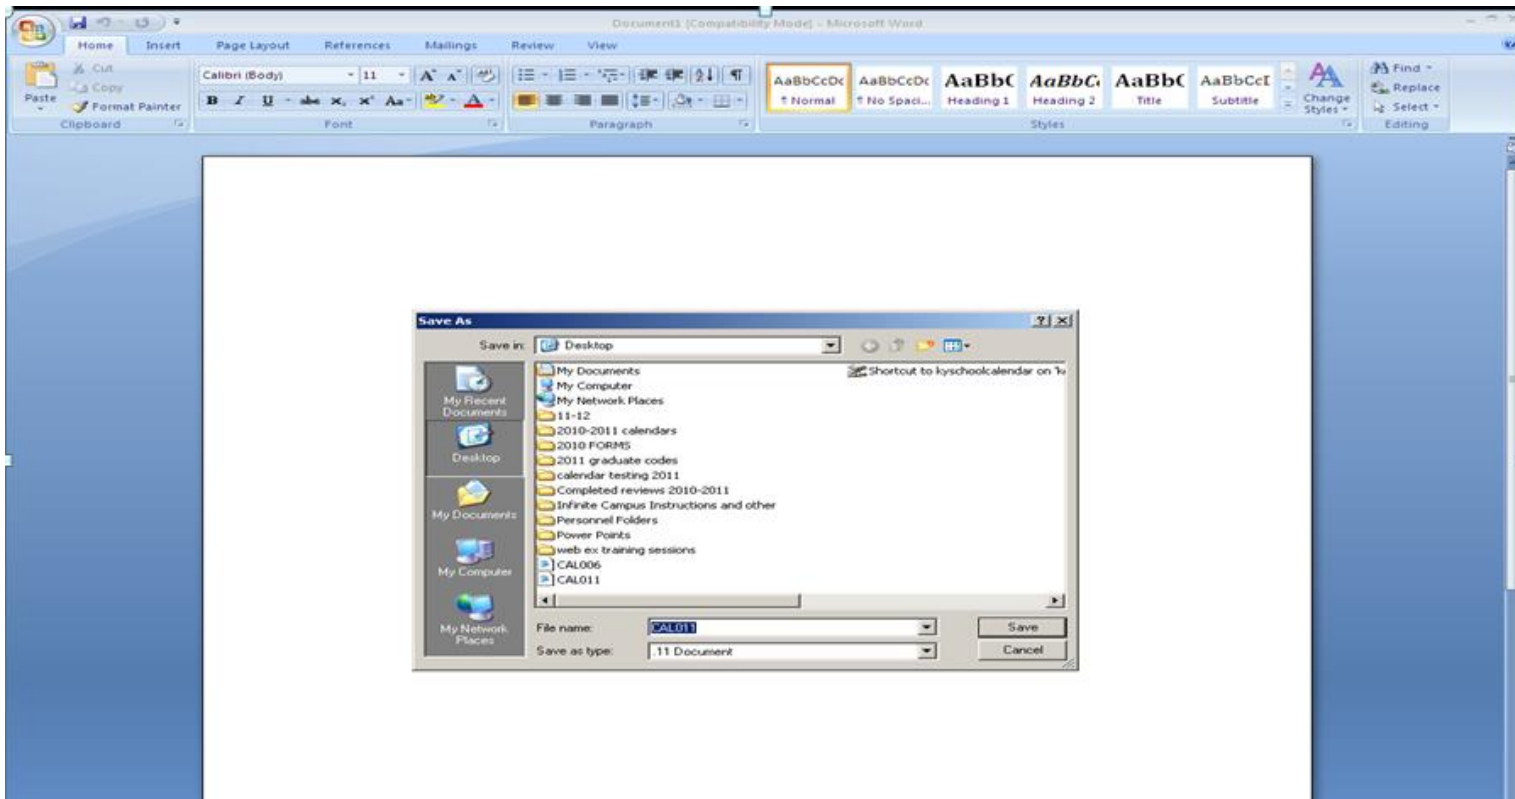 Document1 [Compatibility Mode] - Microsoft Word
Home Insert Page Layout References Mailings Review View
Paste
Cut
Copy
Format Painter
Clipboard
Calibri (Body) 11
B I U abc
Font
Paragraph
AaBbCcDc AaBbCcDc AaBbC AaBbC AaBbC AaBbCcI
¶ Normal ¶ No Spaci... Heading 1 Heading 2 Title Subtitle
Change Styles
Styles
Find
Replace
Select
Editing
Save As
Save in: Desktop
My Recent Documents
Desktop
My Documents
My Computer
My Network Places
My Documents
My Computer
My Network Places
11-12
2010-2011 calendars
2010 FORMS
2011 graduate codes
calendar testing 2011
Completed reviews 2010-2011
Infinite Campus Instructions and other
Personnel Folders
Power Points
web ex training sessions
CAL006
CAL011
Shortcut to kyschoolcalendar on
File name: CAL011
Save as type: .11 Document
Save
Cancel